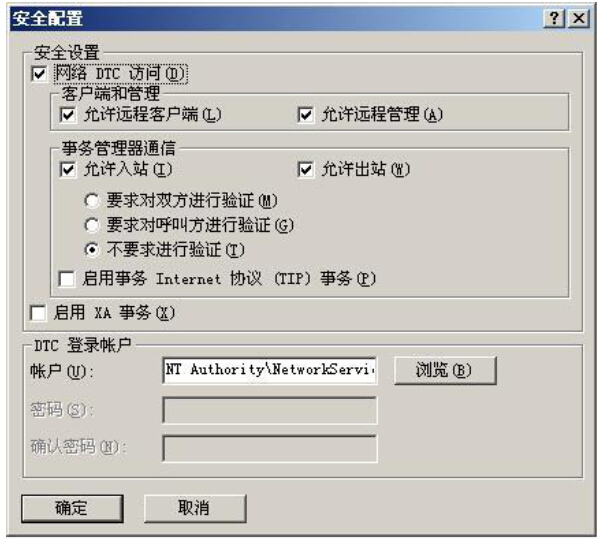 安全配置
安全设置
网络 DTC 访问(D)
客户端和管理
允许远程客户端(L) 允许远程管理(A)
事务管理器通信
允许入站(I) 允许出站(W)
要求对双方进行验证(M)
要求对呼叫方进行验证(G)
不要求进行验证(T)
启用事务 Internet 协议 (TIP) 事务(P)
启用 XA 事务(X)
DTC 登录帐户
帐户(U): NT Authority\NetworkServi 浏览(B)
密码(S):
确认密码(N):
确定 取消